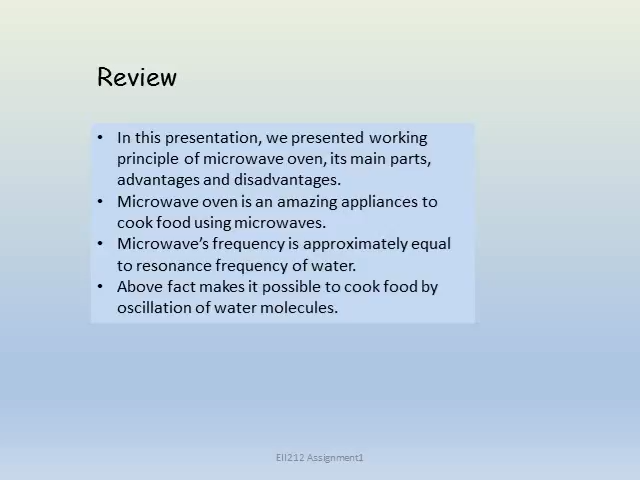 Review
• In this presentation, we presented working
principle of microwave oven, its main parts,
advantages and disadvantages.
• Microwave oven is an amazing appliances to
cook food using microwaves.
• Microwave's frequency is approximately equal
to resonance frequency of water.
• Above fact makes it possible to cook food by
oscillation of water molecules.
EII212 Assignment1